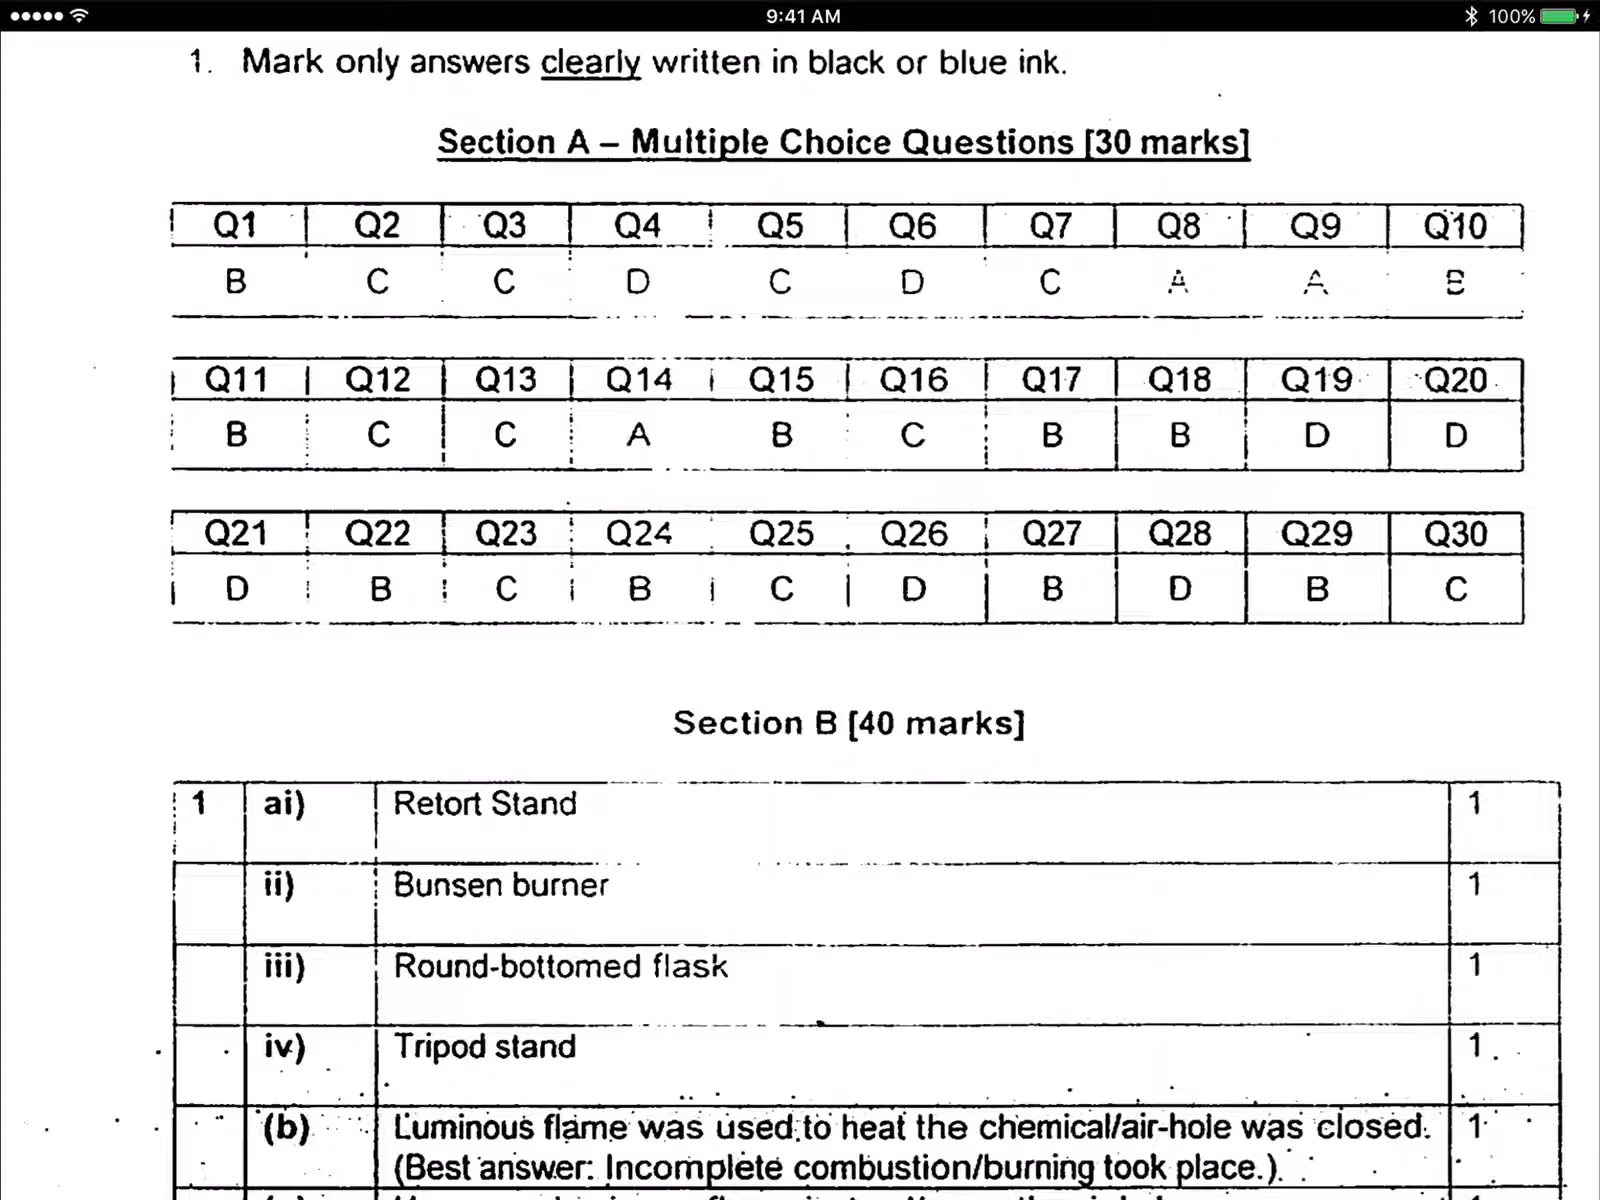 9:41 AM
100%
1. Mark only answers clearly written in black or blue ink.
Section A – Multiple Choice Questions [30 marks]
Q1 Q2 Q3 Q4 Q5 Q6 Q7 Q8 Q9 Q10
B C C D C D C A A B
Q11 Q12 Q13 Q14 Q15 Q16 Q17 Q18 Q19 Q20
B C C A B C B B D D
Q21 Q22 Q23 Q24 Q25 Q26 Q27 Q28 Q29 Q30
D B C B C D B D B C
Section B [40 marks]
1 ai) Retort Stand 1
ii) Bunsen burner 1
iii) Round-bottomed flask 1
iv) Tripod stand 1
(b) Luminous flame was used to heat the chemical/air-hole was closed. 1
(Best answer: Incomplete combustion/burning took place.)